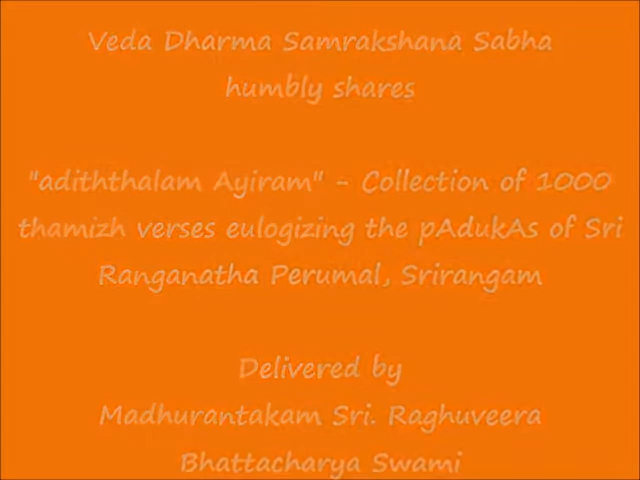 Veda Dharma Samrakshana Sabha
humbly shares
"adiththalam Ayiram" - Collection of 1000
thamizh verses eulogizing the pAdukAs of Sri
Ranganatha Perumal, Srirangam
Delivered by
Madhurantakam Sri. Raghuveera
Bhattacharya Swami